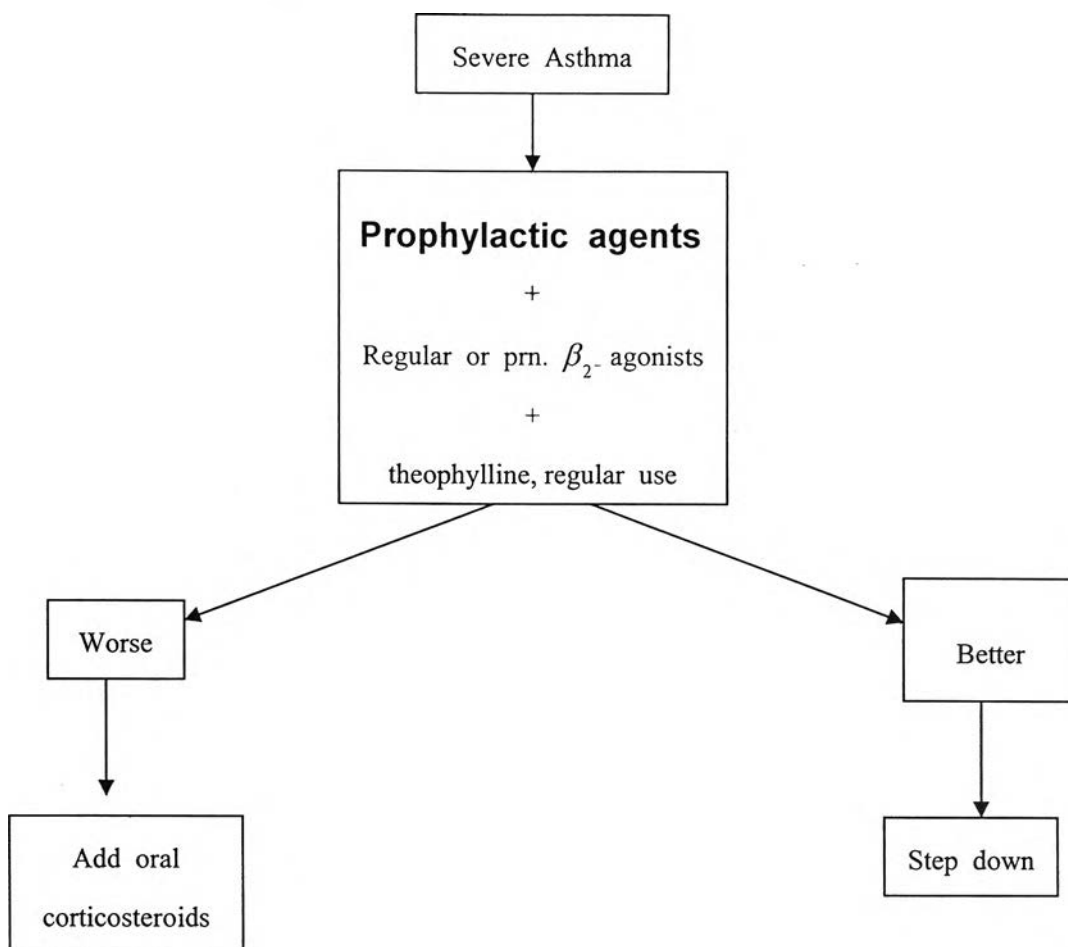 Severe Asthma
Prophylactic agents
+
Regular or prn. β₂- agonists
+
theophylline, regular use
Worse
Better
Add oral
corticosteroids
Step down